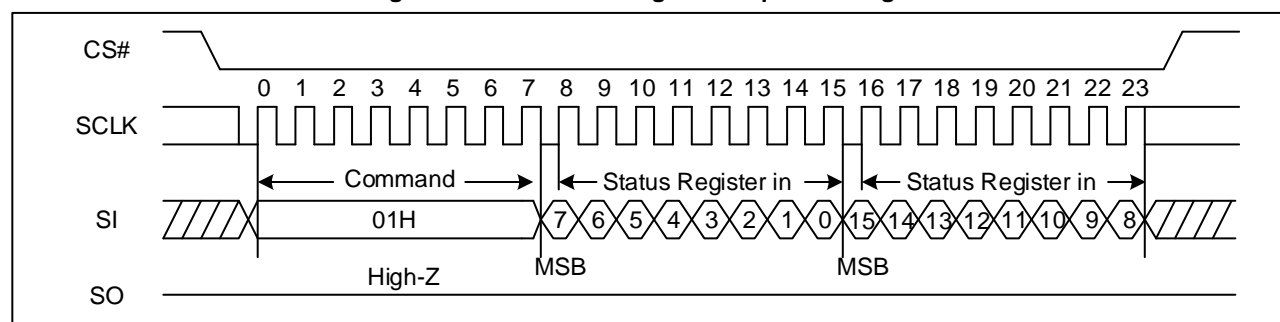 CS#
0 1 2 3 4 5 6 7 8 9 10 11 12 13 14 15 16 17 18 19 20 21 22 23
SCLK
Command Status Register in Status Register in
SI 01H 7 6 5 4 3 2 1 0 15 14 13 12 11 10 9 8
MSB MSB
High-Z
SO